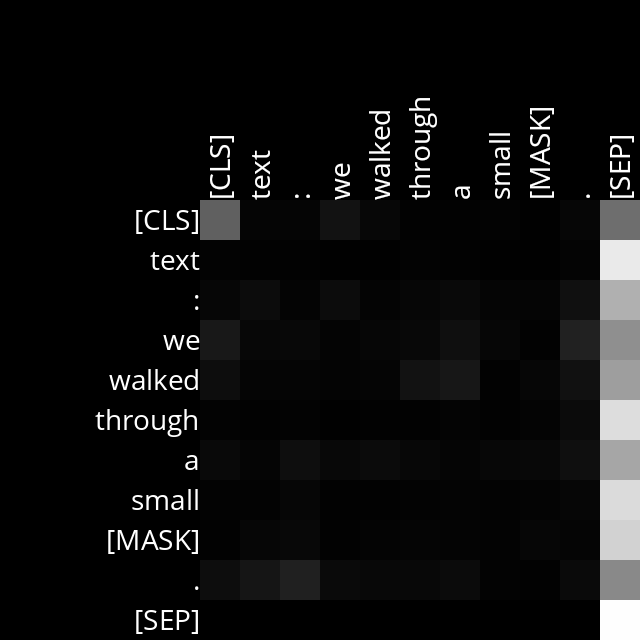 [CLS] text : we walked through a small [MASK] . [SEP]
[CLS]
text
:
we
walked
through
a
small
[MASK]
.
[SEP]